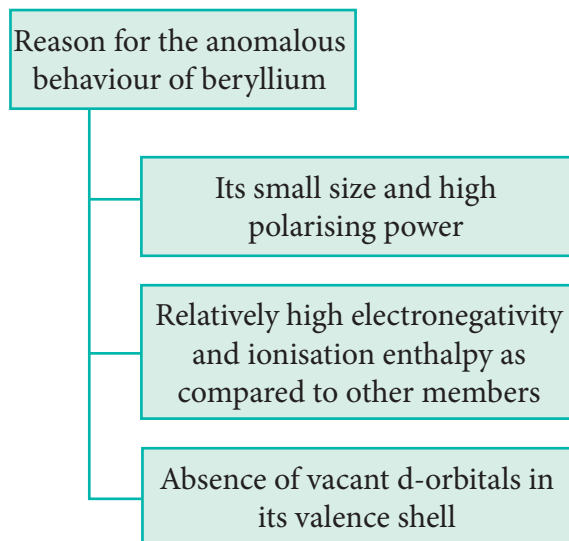 Reason for the anomalous
behaviour of beryllium
Its small size and high
polarising power
Relatively high electronegativity
and ionisation enthalpy as
compared to other members
Absence of vacant d-orbitals in
its valence shell